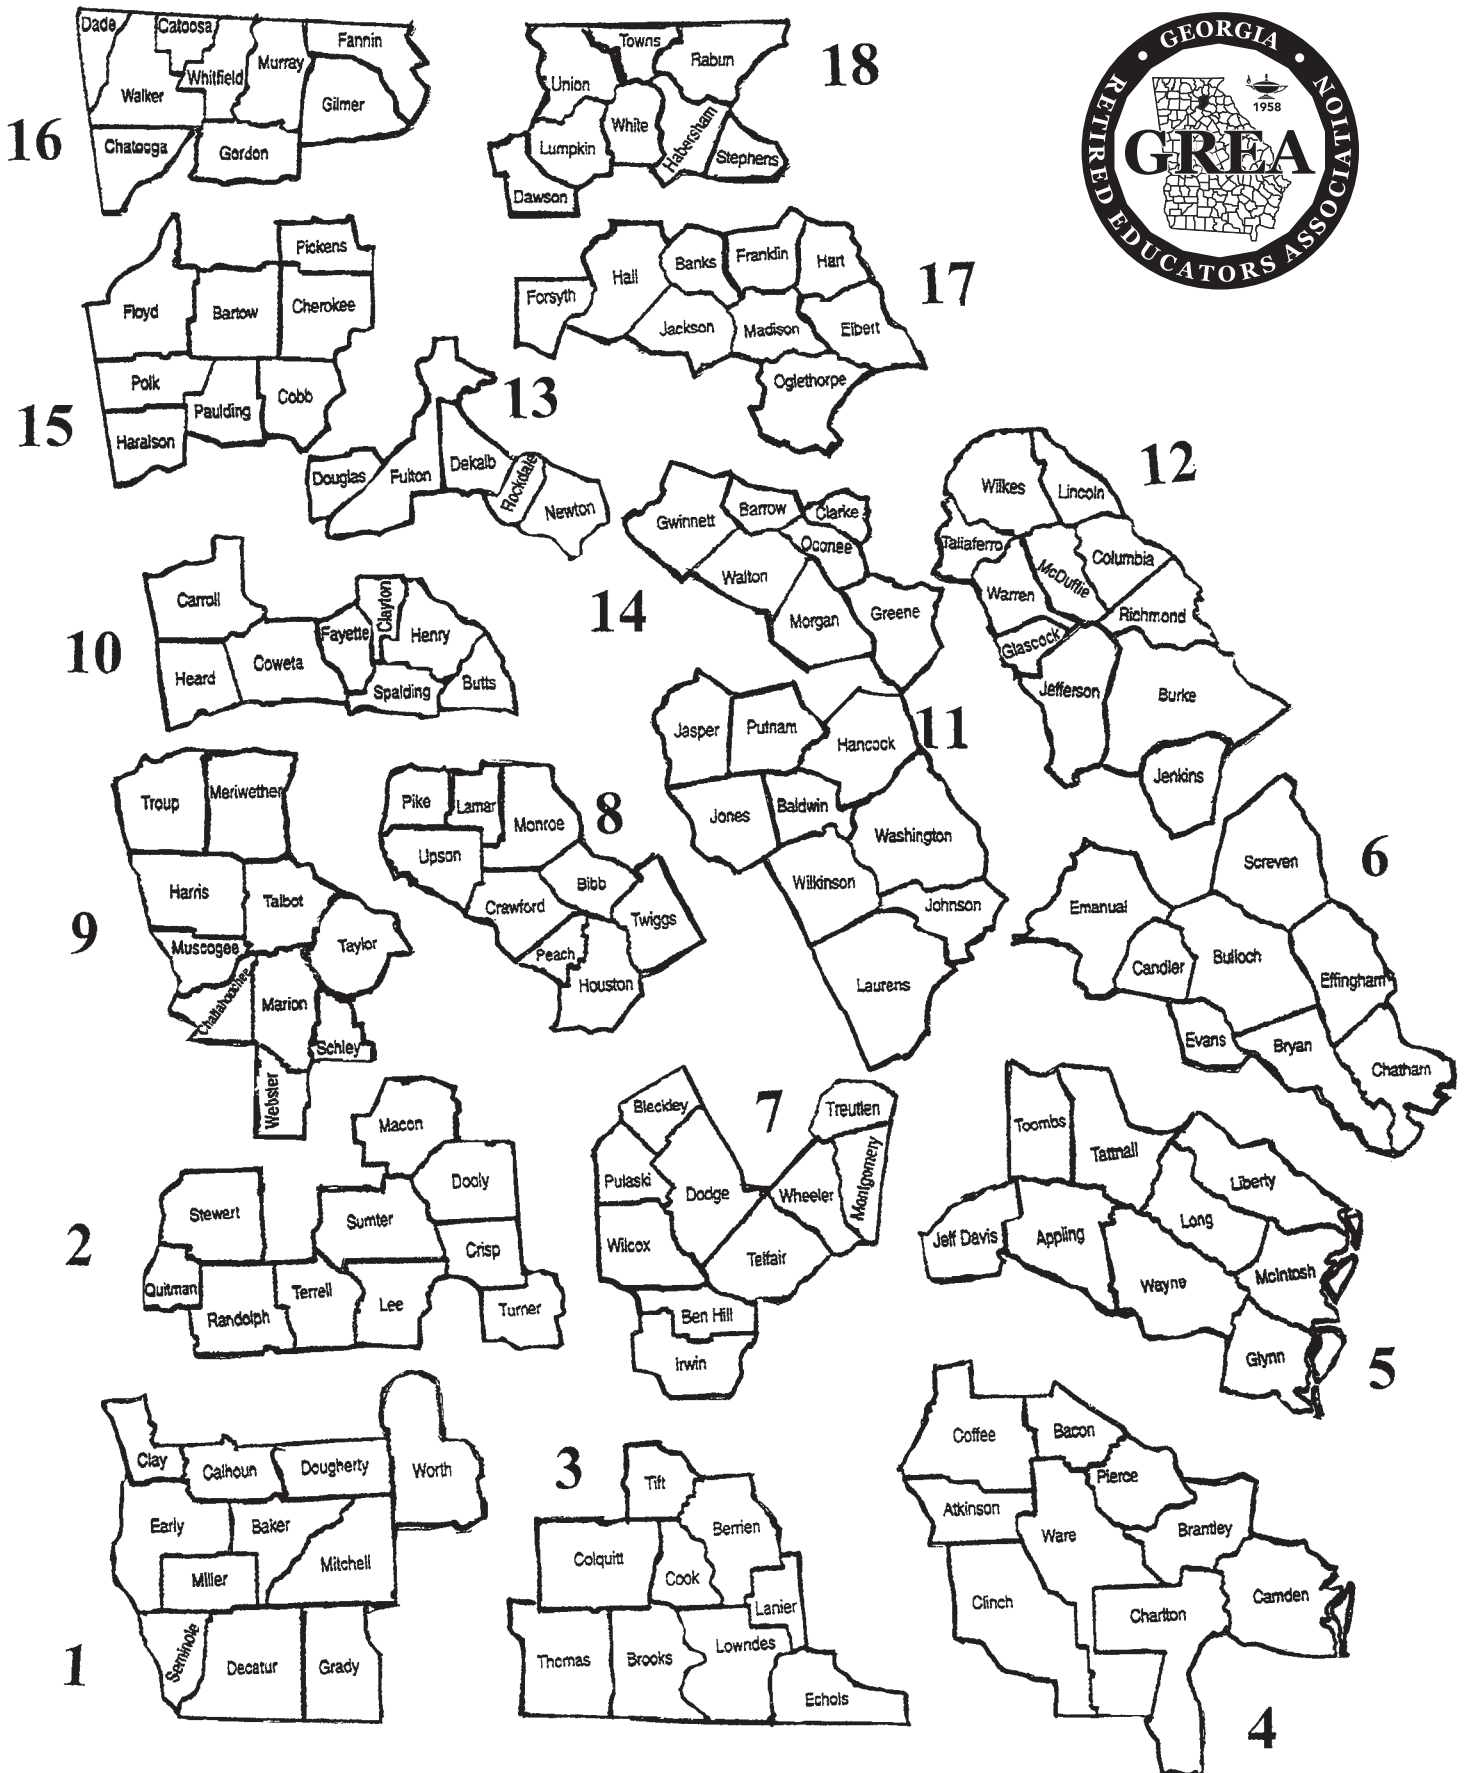 Dade
Catoosa
Fannin
Whitfield
Murray
Walker
Gilmer
Chatooga
Gordon
16
Towns
Rabun
Union
White
Habersham
Lumpkin
Stephens
Dawson
18
GEORGIA
RETIRED EDUCATORS ASSOCIATION
1958
GREA
Pickens
Floyd
Bartow
Cherokee
Polk
Paulding
Cobb
Haralson
15
Hall
Banks
Franklin
Hart
Forsyth
Jackson
Madison
Elbert
Oglethorpe
17
13
Douglas
Fulton
Dekalb
Rockdale
Newton
12
Wilkes
Lincoln
Taliaferro
Columbia
McDuffie
Warren
Richmond
Glascock
Jefferson
Burke
Jenkins
Gwinnett
Barrow
Clarke
Oconee
Walton
Morgan
Greene
14
Carroll
Clayton
Fayette
Henry
Heard
Coweta
Spalding
Butts
10
Jasper
Putnam
Hancock
11
Jones
Baldwin
Washington
Wilkinson
Johnson
Laurens
Troup
Meriwether
Harris
Talbot
Muscogee
Taylor
Chattahoochee
Marion
Schley
Webster
9
Pike
Lamar
Monroe
Upson
Bibb
Crawford
Twiggs
Peach
Houston
8
Screven
Emanual
Candler
Bulloch
Effingham
Evans
Bryan
Chatham
6
Macon
Dooly
Stewert
Sumter
Crisp
Quitman
Terrell
Lee
Randolph
Turner
2
Bleckley
7
Treutlen
Pulaski
Dodge
Wheeler
Montgomery
Wilcox
Telfair
Ben Hill
Irwin
Toombs
Tattnall
Liberty
Jeff Davis
Appling
Long
Wayne
McIntosh
Glynn
5
Clay
Calhoun
Dougherty
Worth
Early
Baker
Mitchell
Miller
Seminole
Decatur
Grady
1
3
Tift
Berrien
Colquitt
Cook
Lanier
Thomas
Brooks
Lowndes
Echols
Coffee
Bacon
Pierce
Atkinson
Ware
Brantley
Clinch
Charlton
Camden
4